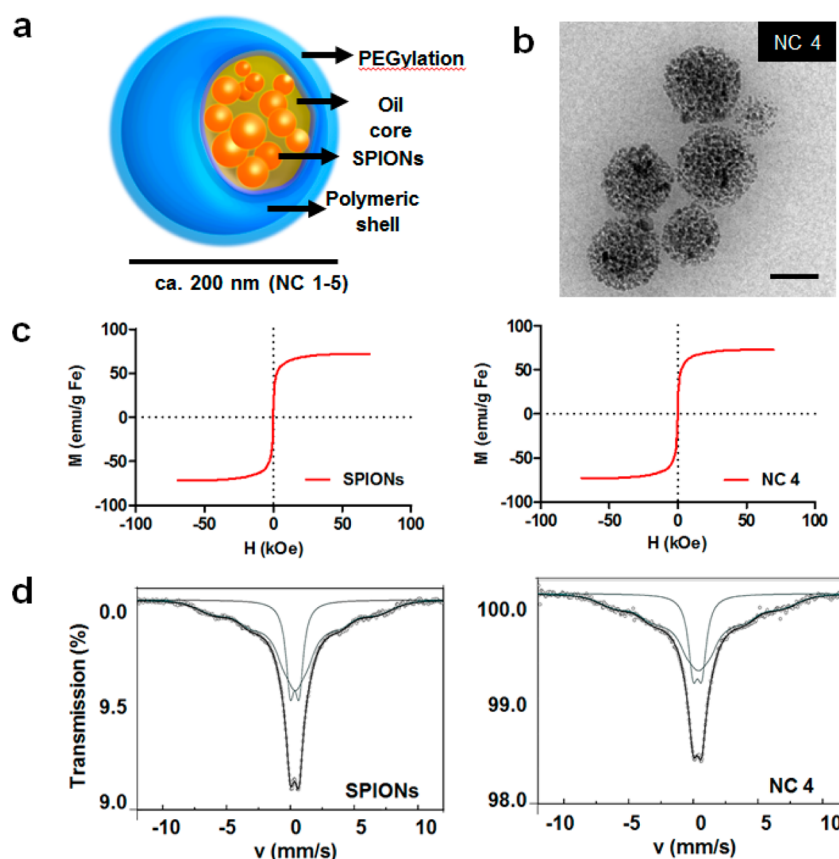 a
PEGylation
Oil
core
SPIONs
Polymeric
shell
ca. 200 nm (NC 1-5)
b
NC 4
c
M (emu/g Fe)
100
50
0
-50
-100
-100
-50
0
50
100
H (kOe)
SPIONs
M (emu/g Fe)
100
50
0
-50
-100
-100
-50
0
50
100
H (kOe)
NC 4
d
Transmission (%)
0.0
9.5
9.0
-10
-5
0
5
10
v (mm/s)
SPIONs
100.0
99.0
98.0
-10
-5
0
5
10
v (mm/s)
NC 4